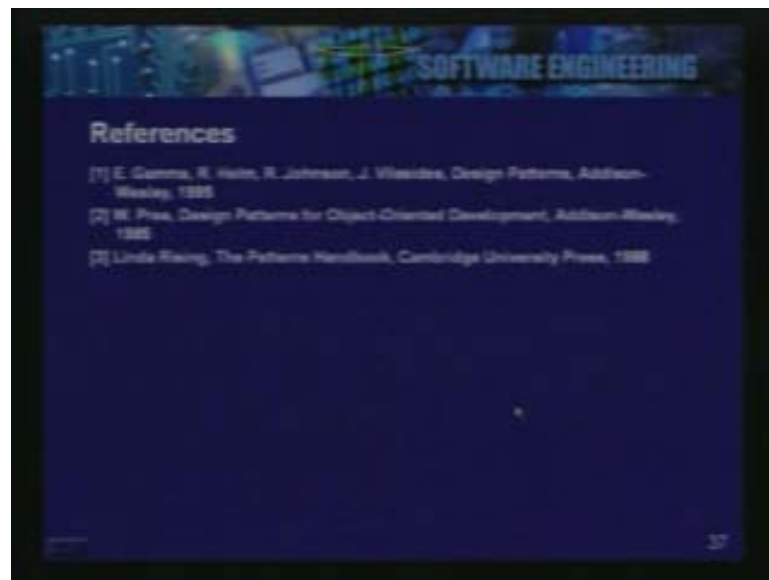 SOFTWARE ENGINEERING
References
[1] E. Gamma, R. Helm, R. Johnson, J. Vlissides, Design Patterns, Addison-
Wesley, 1995
[2] W. Pree, Design Patterns for Object-Oriented Development, Addison-Wesley,
1995
[3] Linda Rising, The Patterns Handbook, Cambridge University Press, 1998
37